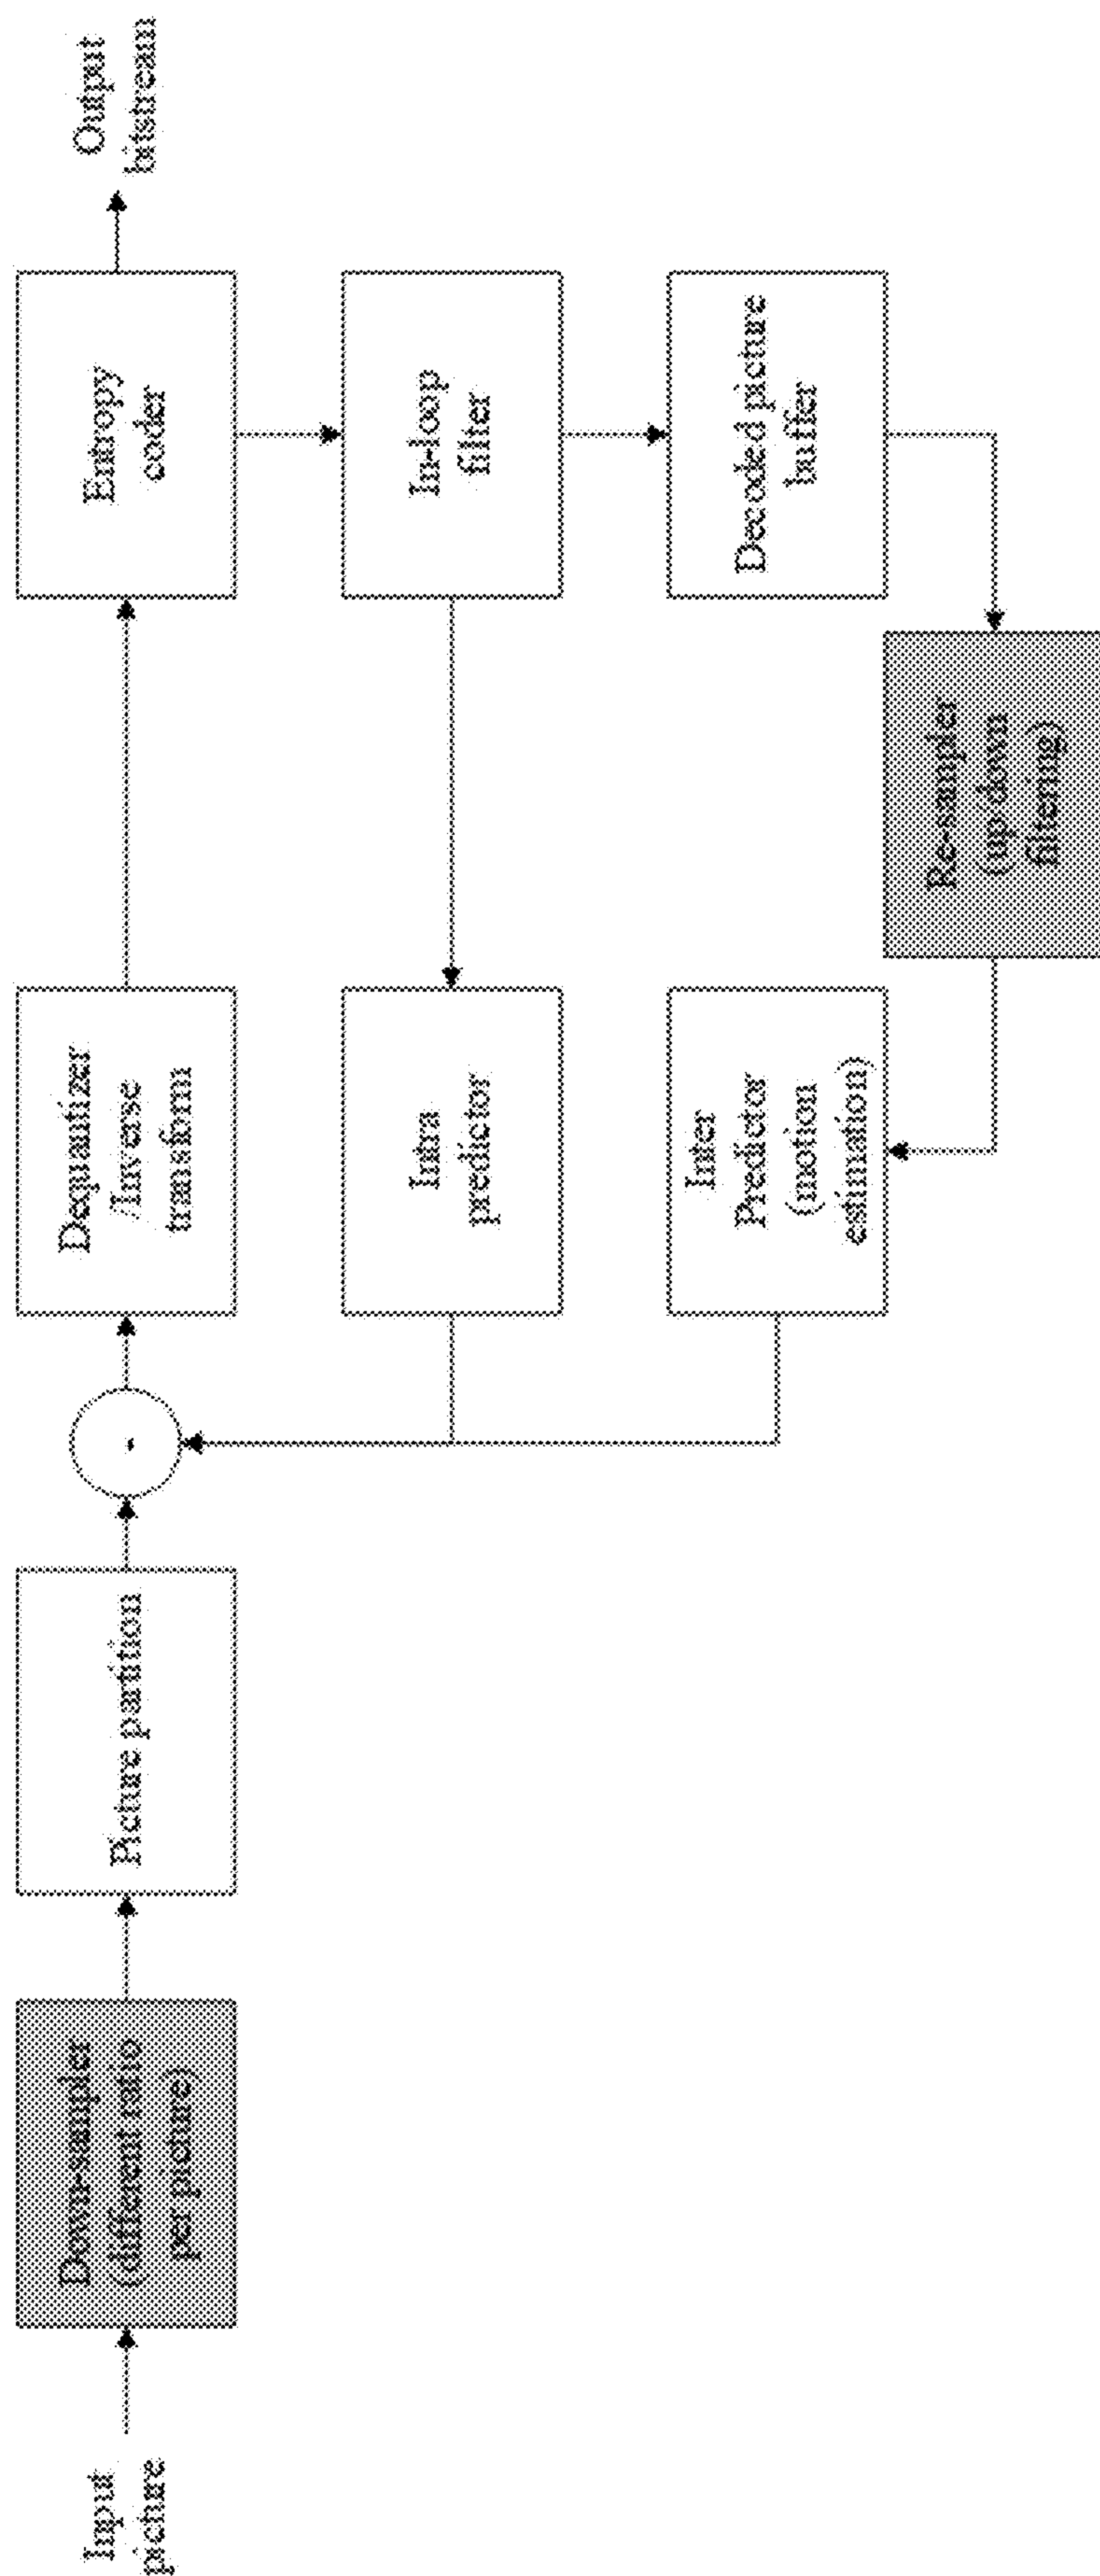 Input
picture
Down-sampler
(different ratio
per picture)
Picture partition
-
Dequantizer
/Inverse
transform
Entropy
coder
Output
bitstream
Intra
predictor
In-loop
filter
Inter
Predictor
(motion
estimation)
Decoded picture
buffer
Re-sampler
(up down
filtering)